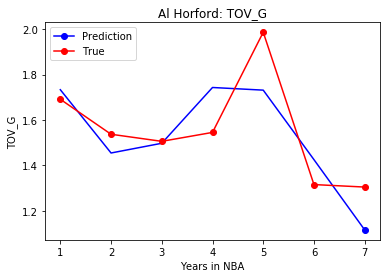 Al Horford: TOV_G
Prediction
True
TOV_G
2.0
1.8
1.6
1.4
1.2
1 2 3 4 5 6 7
Years in NBA